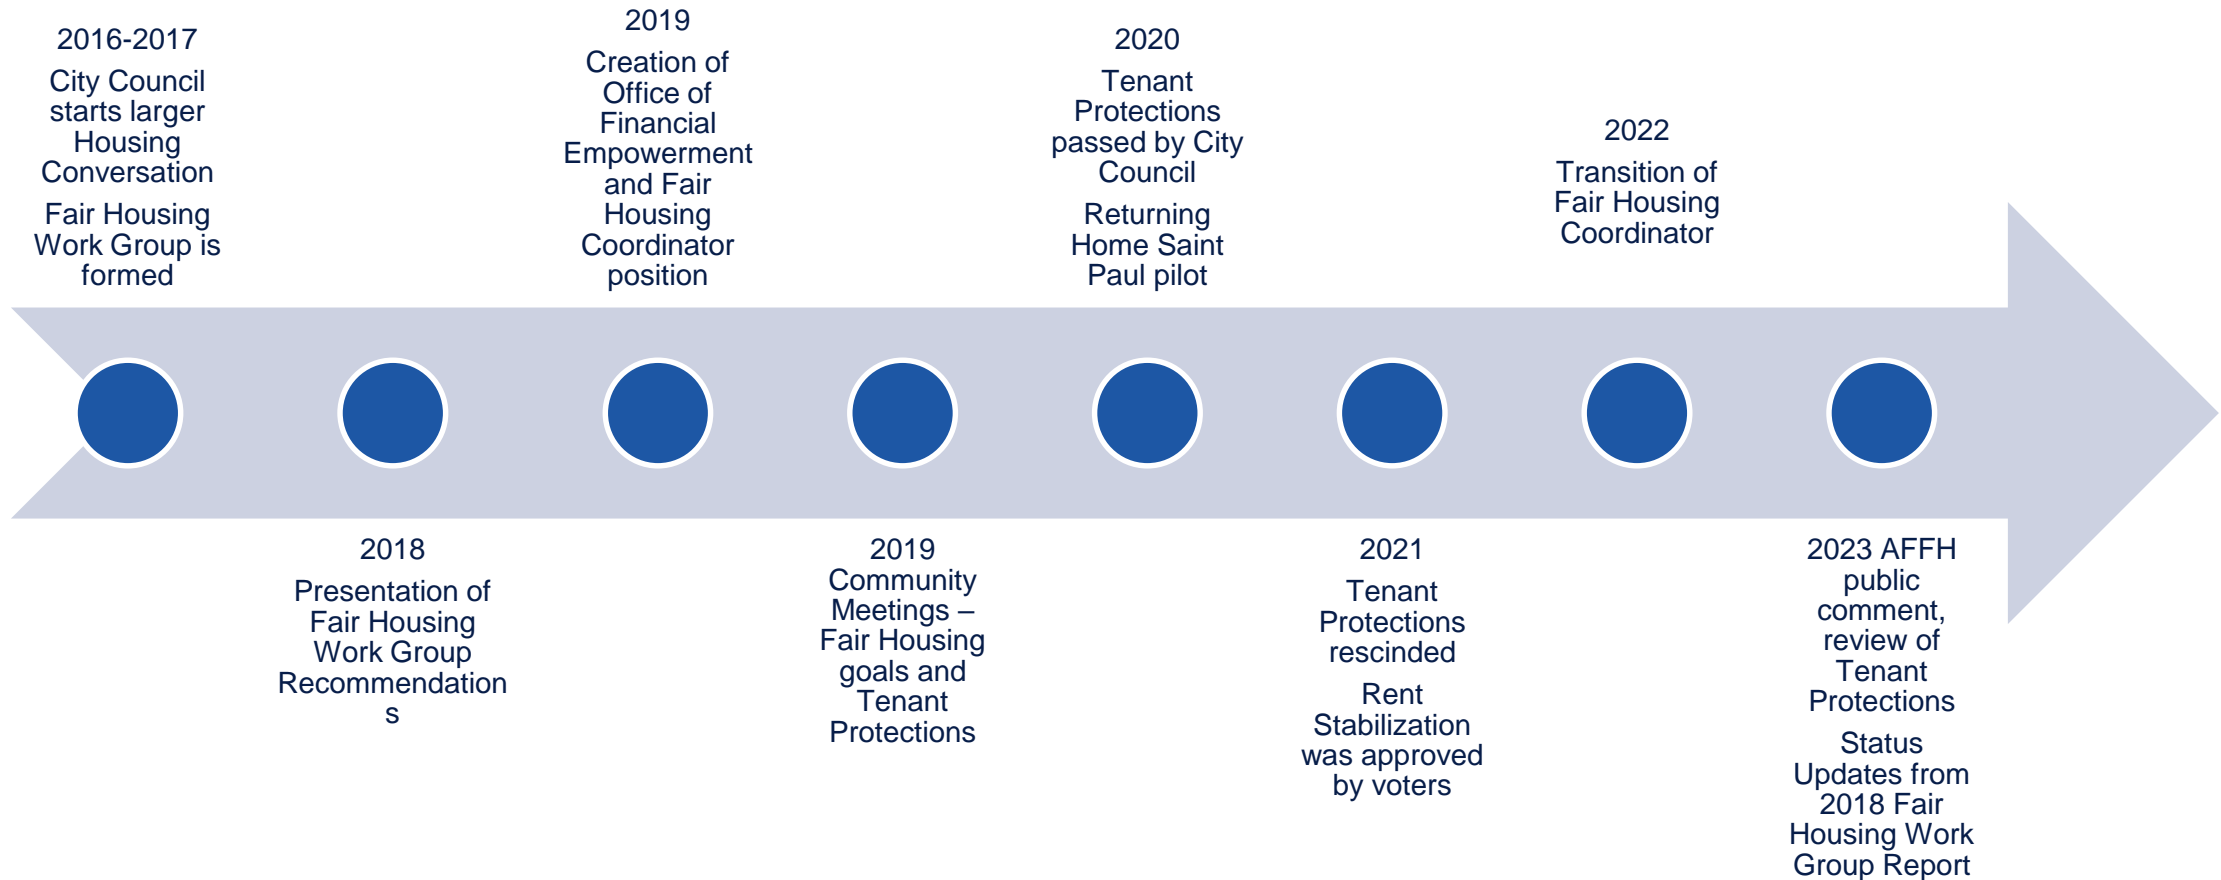 2016-2017
City Council
starts larger
Housing
Conversation
Fair Housing
Work Group is
formed
2018
Presentation of
Fair Housing
Work Group
Recommendation
s
2019
Creation of
Office of
Financial
Empowerment
and Fair
Housing
Coordinator
position
2019
Community
Meetings –
Fair Housing
goals and
Tenant
Protections
2020
Tenant
Protections
passed by City
Council
Returning
Home Saint
Paul pilot
2021
Tenant
Protections
rescinded
Rent
Stabilization
was approved
by voters
2022
Transition of
Fair Housing
Coordinator
2023 AFFH
public
comment,
review of
Tenant
Protections
Status
Updates from
2018 Fair
Housing Work
Group Report